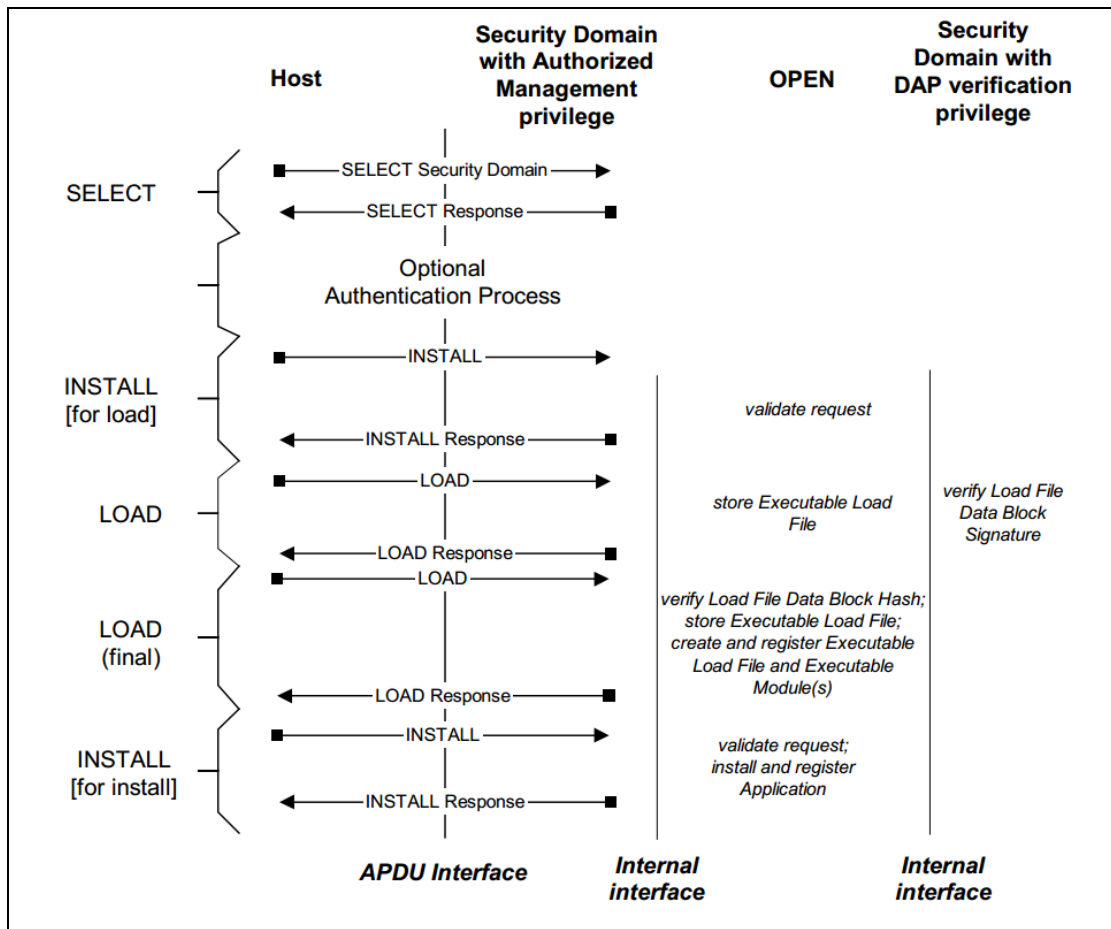 Host
Security Domain
with Authorized
Management
privilege
OPEN
Security
Domain with
DAP verification
privilege
SELECT
SELECT Security Domain
SELECT Response
Optional
Authentication Process
INSTALL
[for load]
INSTALL
validate request
INSTALL Response
LOAD
LOAD
store Executable Load
File
verify Load File
Data Block
Signature
LOAD Response
LOAD
(final)
LOAD
verify Load File Data Block Hash;
store Executable Load File;
create and register Executable
Load File and Executable
Module(s)
LOAD Response
INSTALL
[for install]
INSTALL
validate request;
install and register
Application
INSTALL Response
APDU Interface
Internal
interface
Internal
interface